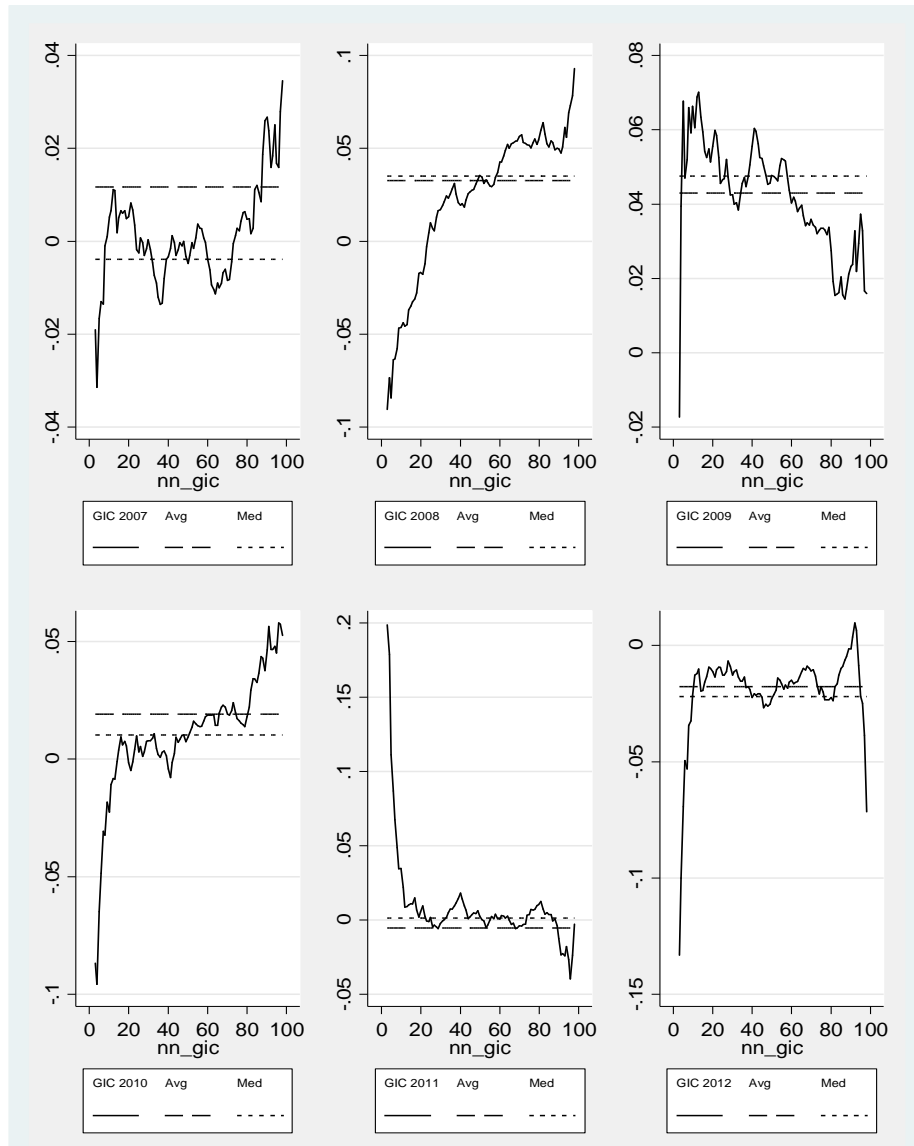 .04
.02
0
-.02
-.04
0 20 40 60 80 100
nn_gic
GIC 2007 Avg Med
.1
.05
0
-.05
-.1
0 20 40 60 80 100
nn_gic
GIC 2008 Avg Med
.08
.06
.04
.02
0
-.02
0 20 40 60 80 100
nn_gic
GIC 2009 Avg Med
.05
0
-.05
-.1
0 20 40 60 80 100
nn_gic
GIC 2010 Avg Med
.2
.15
.1
.05
0
-.05
0 20 40 60 80 100
nn_gic
GIC 2011 Avg Med
0
-.05
-.1
-.15
0 20 40 60 80 100
nn_gic
GIC 2012 Avg Med